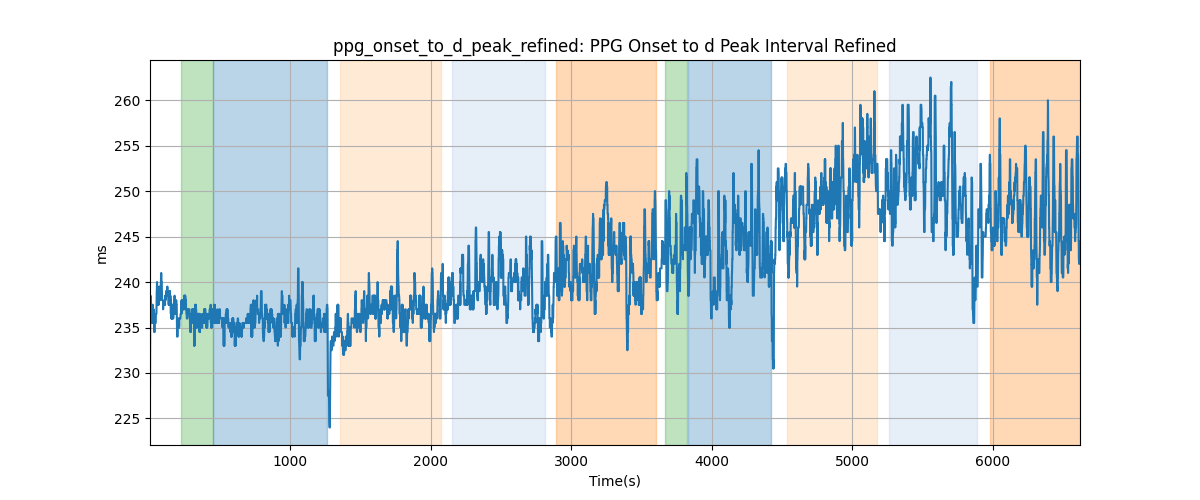 ppg_onset_to_d_peak_refined: PPG Onset to d Peak Interval Refined
260
255
250
245
240
235
230
225
ms
1000 2000 3000 4000 5000 6000
Time(s)